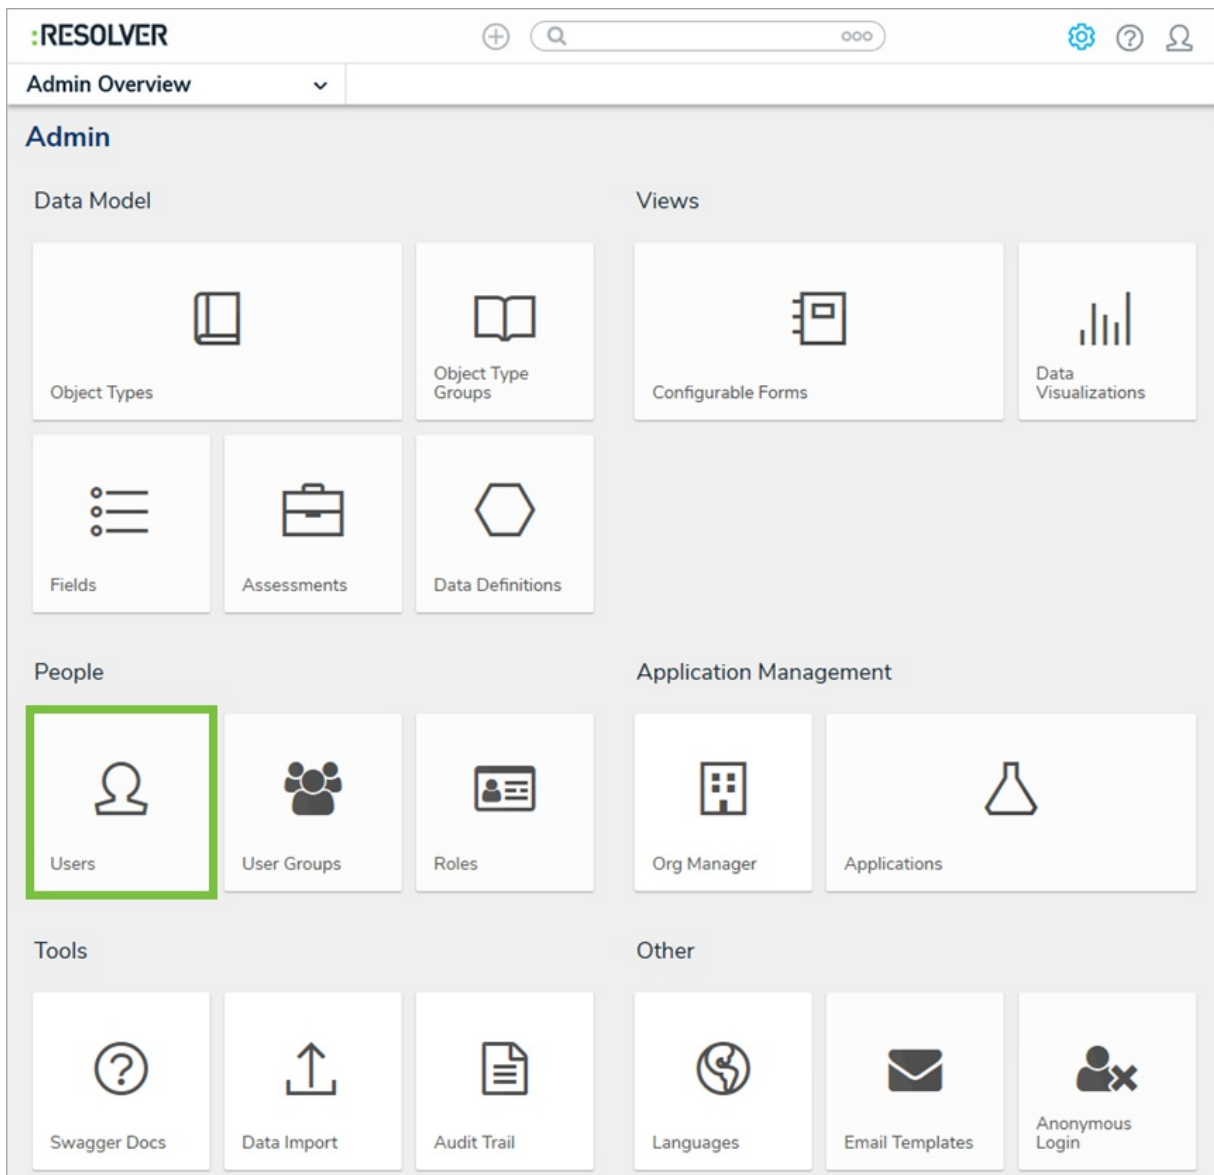 :RESOLVER
ooo
Admin Overview
Admin
Data Model
Views
Object Types
Object Type
Groups
Configurable Forms
Data
Visualizations
Fields
Assessments
Data Definitions
People
Application Management
Users
User Groups
Roles
Org Manager
Applications
Tools
Other
Swagger Docs
Data Import
Audit Trail
Languages
Email Templates
Anonymous
Login